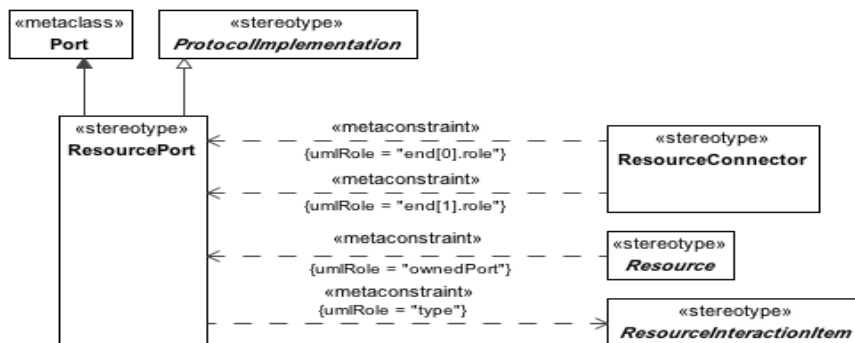 «metaclass»
Port
«stereotype»
ProtocolImplementation
«stereotype»
ResourcePort
«metaconstraint»
{umlRole = "end[0].role"}
«metaconstraint»
{umlRole = "end[1].role"}
«stereotype»
ResourceConnector
«metaconstraint»
{umlRole = "ownedPort"}
«stereotype»
Resource
«metaconstraint»
{umlRole = "type"}
«stereotype»
ResourceInteractionItem